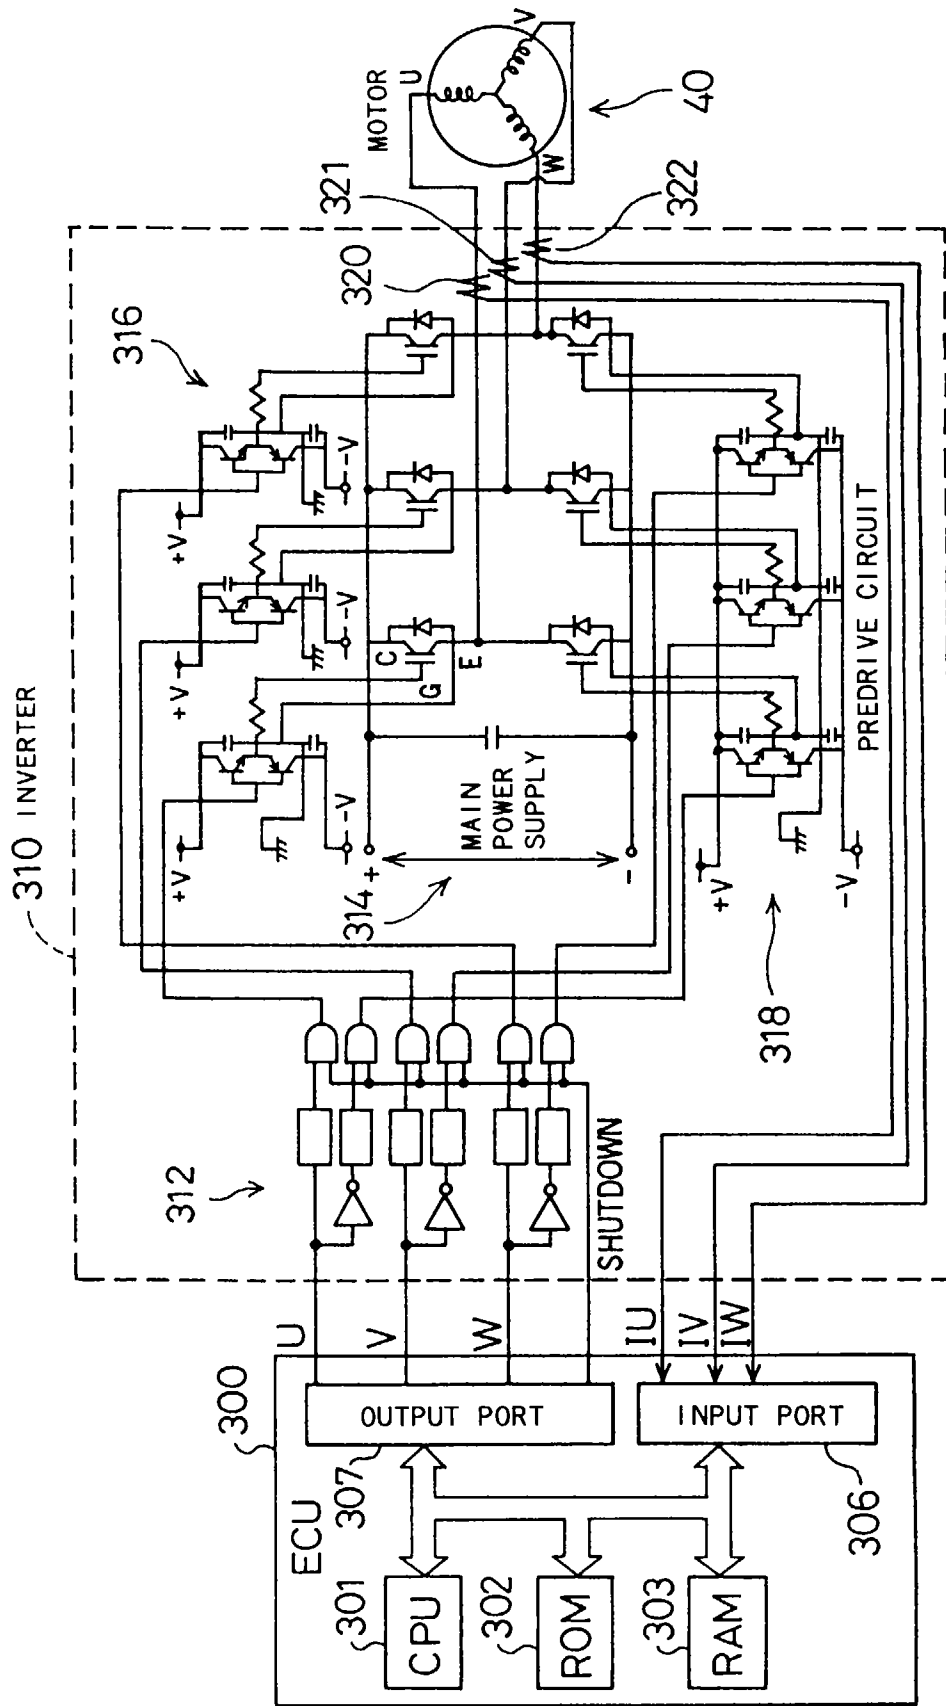 310 INVERTER
316
320
321
MOTOR
U
V
W
40
322
+V
+V
+V
-V
-V
-V
314
+
MAIN
POWER
SUPPLY
-
C
G
E
312
SHUTDOWN
+V
-V
318
PREDRIVE CIRCUIT
300
ECU
301
CPU
302
ROM
303
RAM
307
OUTPUT PORT
U
V
W
306
INPUT PORT
IU
IV
IW